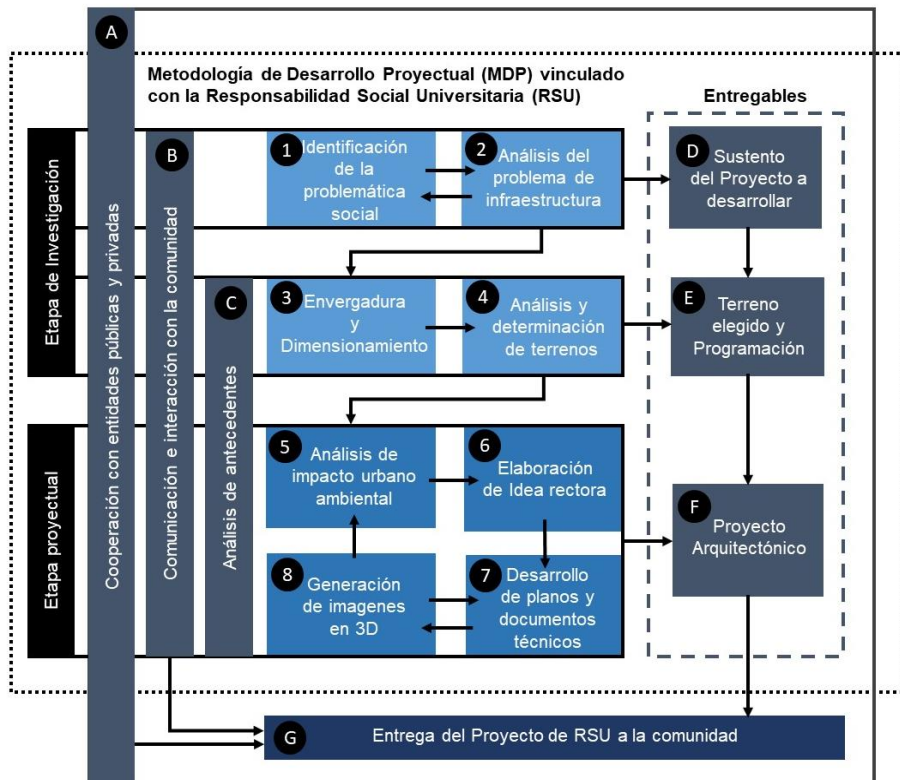 A
Metodología de Desarrollo Proyectual (MDP) vinculado
con la Responsabilidad Social Universitaria (RSU)
Entregables
Etapa de Investigación
Etapa proyectual
Cooperación con entidades públicas y privadas
B
Comunicación e interacción con la comunidad
C
Análisis de antecedentes
1
Identificación
de la
problemática
social
2
Análisis del
problema de
infraestructura
D
Sustento
del Proyecto a
desarrollar
3
Envergadura
y
Dimensionamiento
4
Análisis y
determinación
de terrenos
E
Terreno
elegido y
Programación
5
Análisis de
impacto urbano
ambiental
6
Elaboración
de Idea rectora
F
Proyecto
Arquitectónico
8
Generación
de imagenes
en 3D
7
Desarrollo
de planos y
documentos
técnicos
G
Entrega del Proyecto de RSU a la comunidad